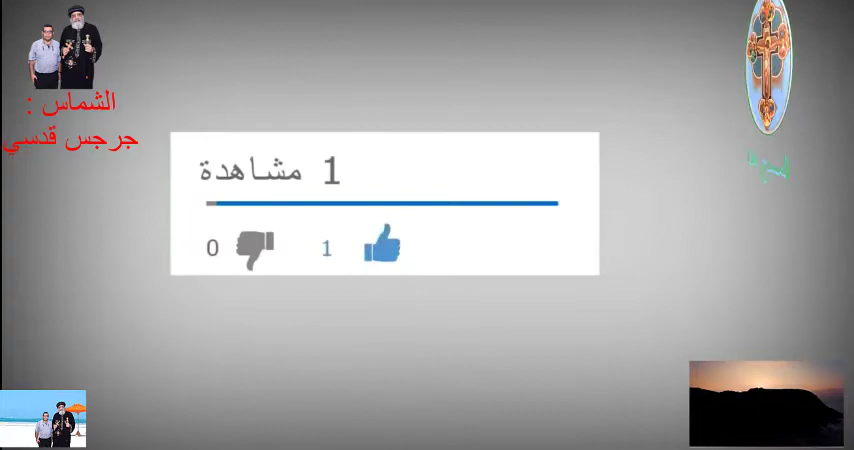 الشماس :
جرجس قدسي
1 مشاهدة
0
1